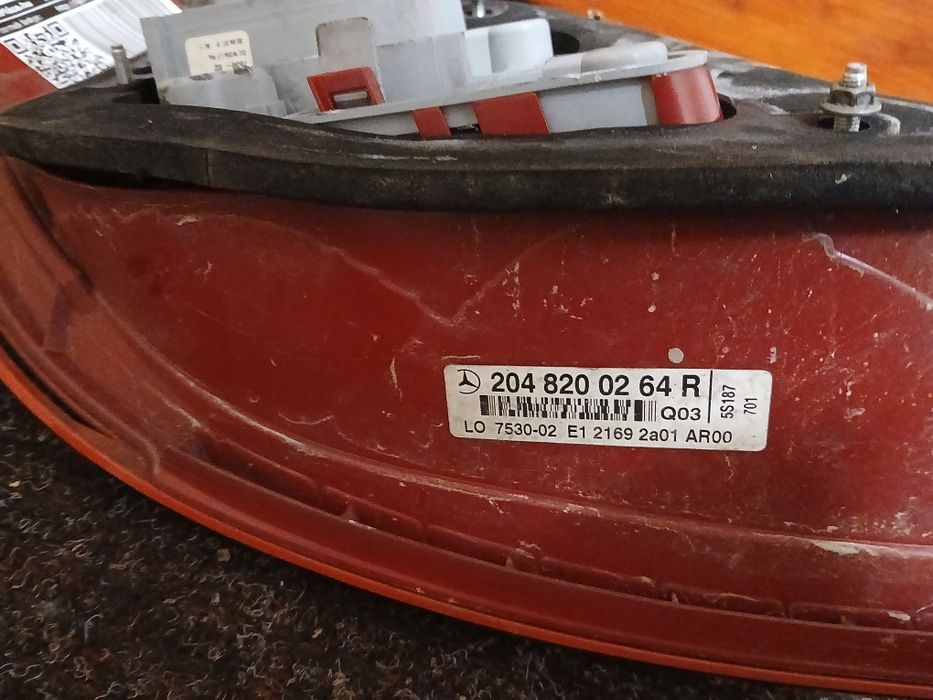 204 820 02 64 R
Q03
5S187
701
LO 7530-02 E1 2169 2a01 AR00